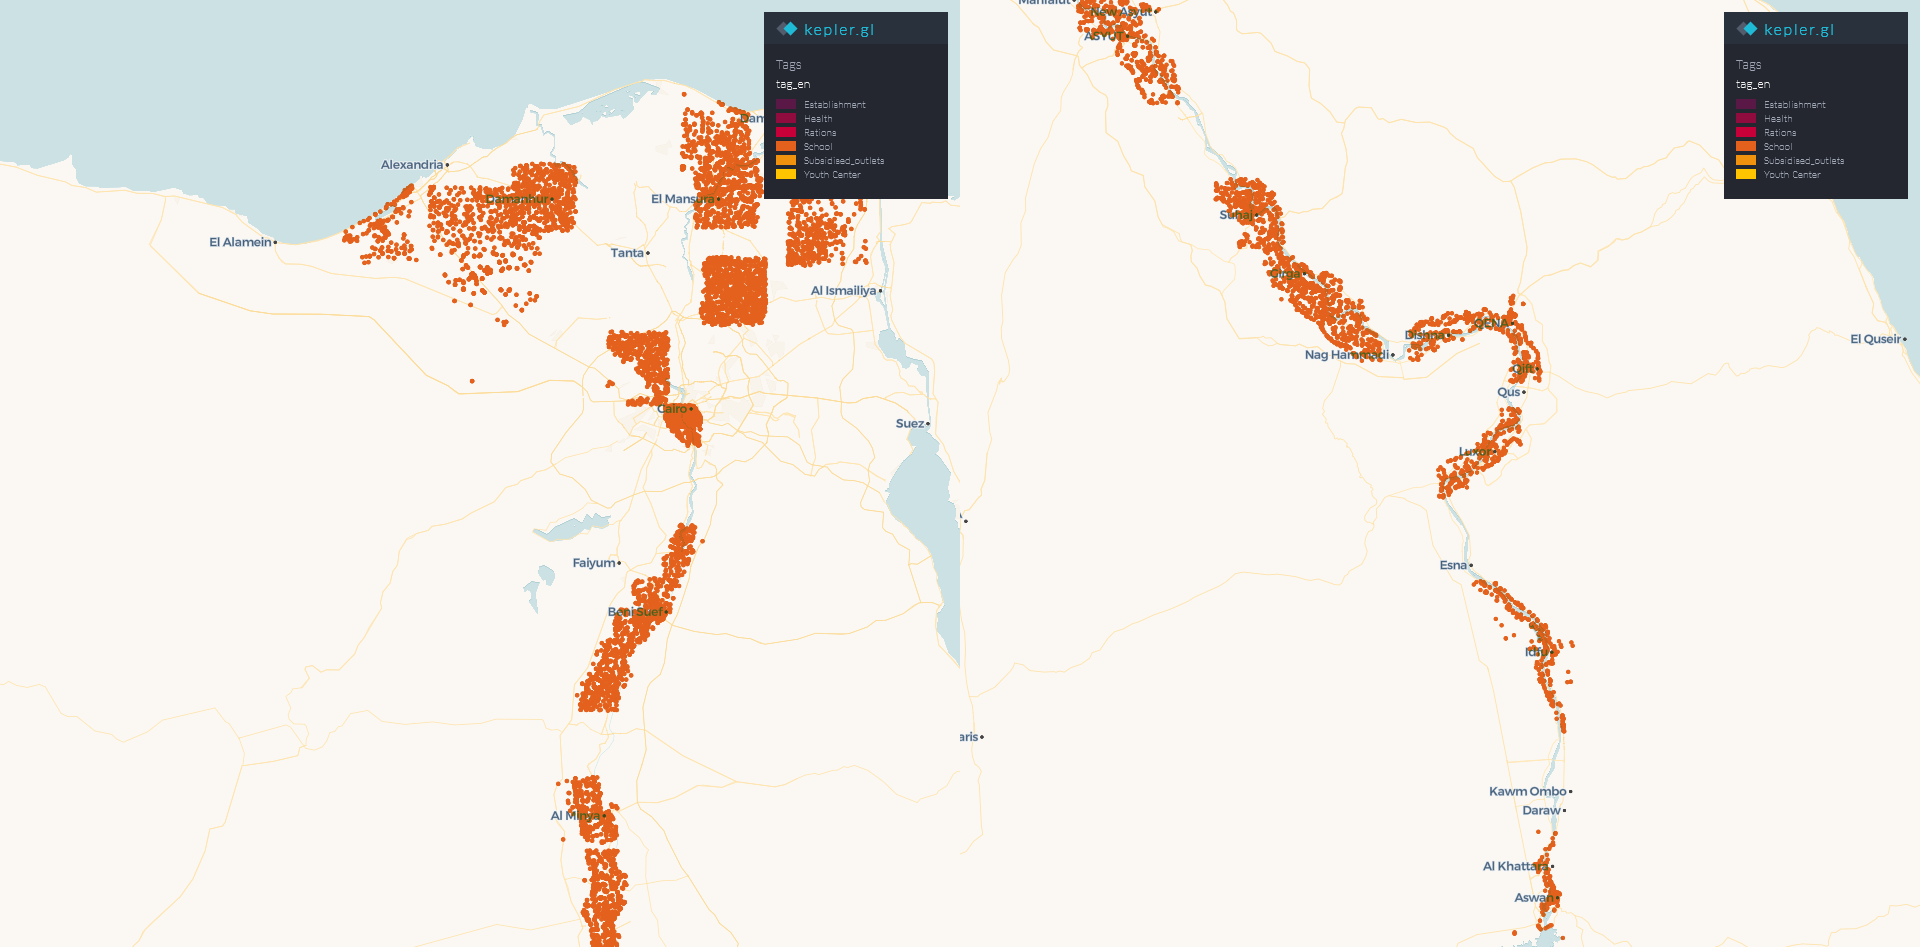 kepler.gl
Tags
tag_en
Establishment
Health
Rations
School
Subsidised_outlets
Youth Center
Alexandria
Damanhur
El Mansura
Dam
El Alamein
Tanta
Al Ismailiya
Cairo
Suez
Faiyum
Beni Suef
Al Minya
New Asyut
ASYUT
kepler.gl
Tags
tag_en
Establishment
Health
Rations
School
Subsidised_outlets
Youth Center
Suhaj
Girga
Dishna
QENA
Nag Hammadi
El Quseir
Qift
Qus
Luxor
Esna
Idfu
aris
Kawm Ombo
Daraw
Al Khattara
Aswan